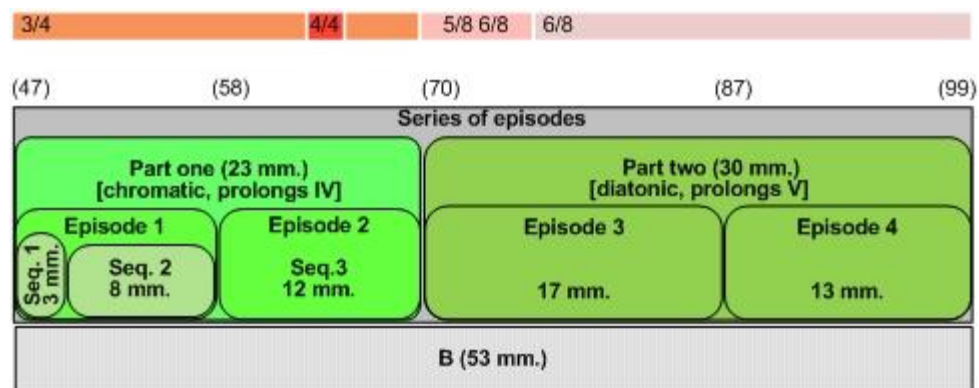 3/4 4/4 5/8 6/8 6/8
(47) (58) (70) (87) (99)
Series of episodes
Part one (23 mm.)
[chromatic, prolongs IV]
Part two (30 mm.)
[diatonic, prolongs V]
Episode 1
Episode 2
Episode 3
Episode 4
Seq. 1
3 mm.
Seq. 2
8 mm.
Seq.3
12 mm.
17 mm.
13 mm.
B (53 mm.)